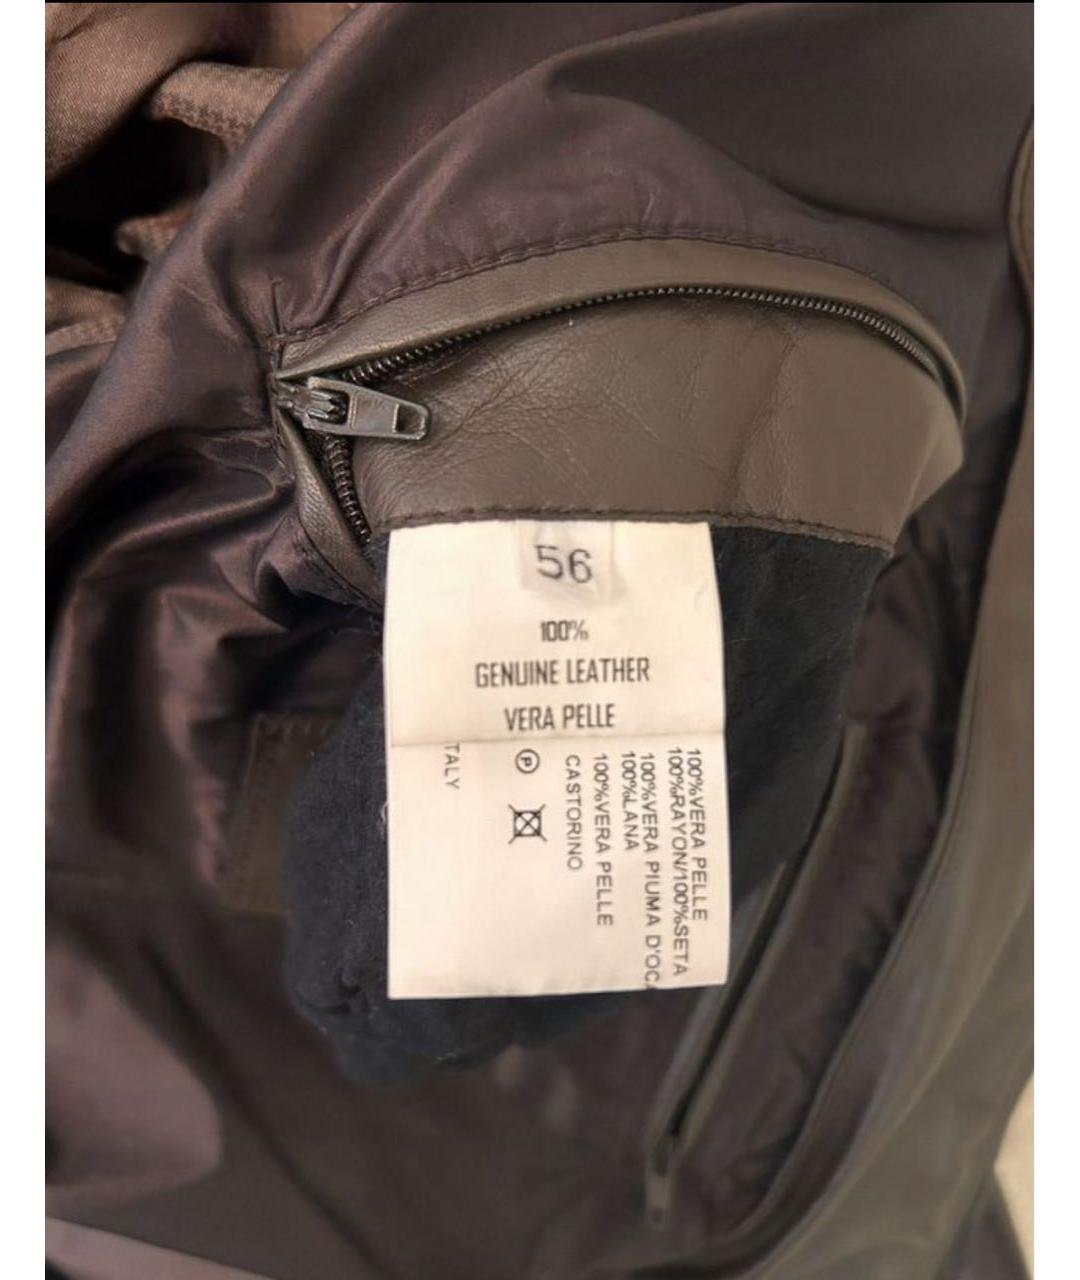 56
100%
GENUINE LEATHER
VERA PELLE
100%VERA PELLE
100%RAYON/100%SETA
100%VERA PIUMA D'OC
100%LANA
100%VERA PELLE
CASTORINO
P
TALY